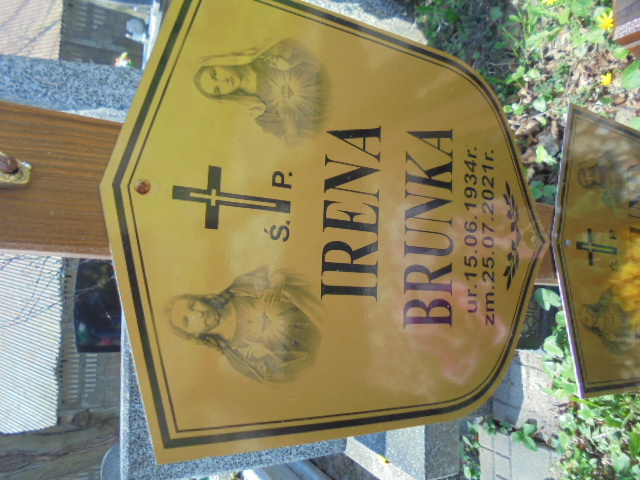 Ś. P.
IRENA
BRUNKA
ur.15.06.1934r.
zm.25.07.2021r.
Ś. P.